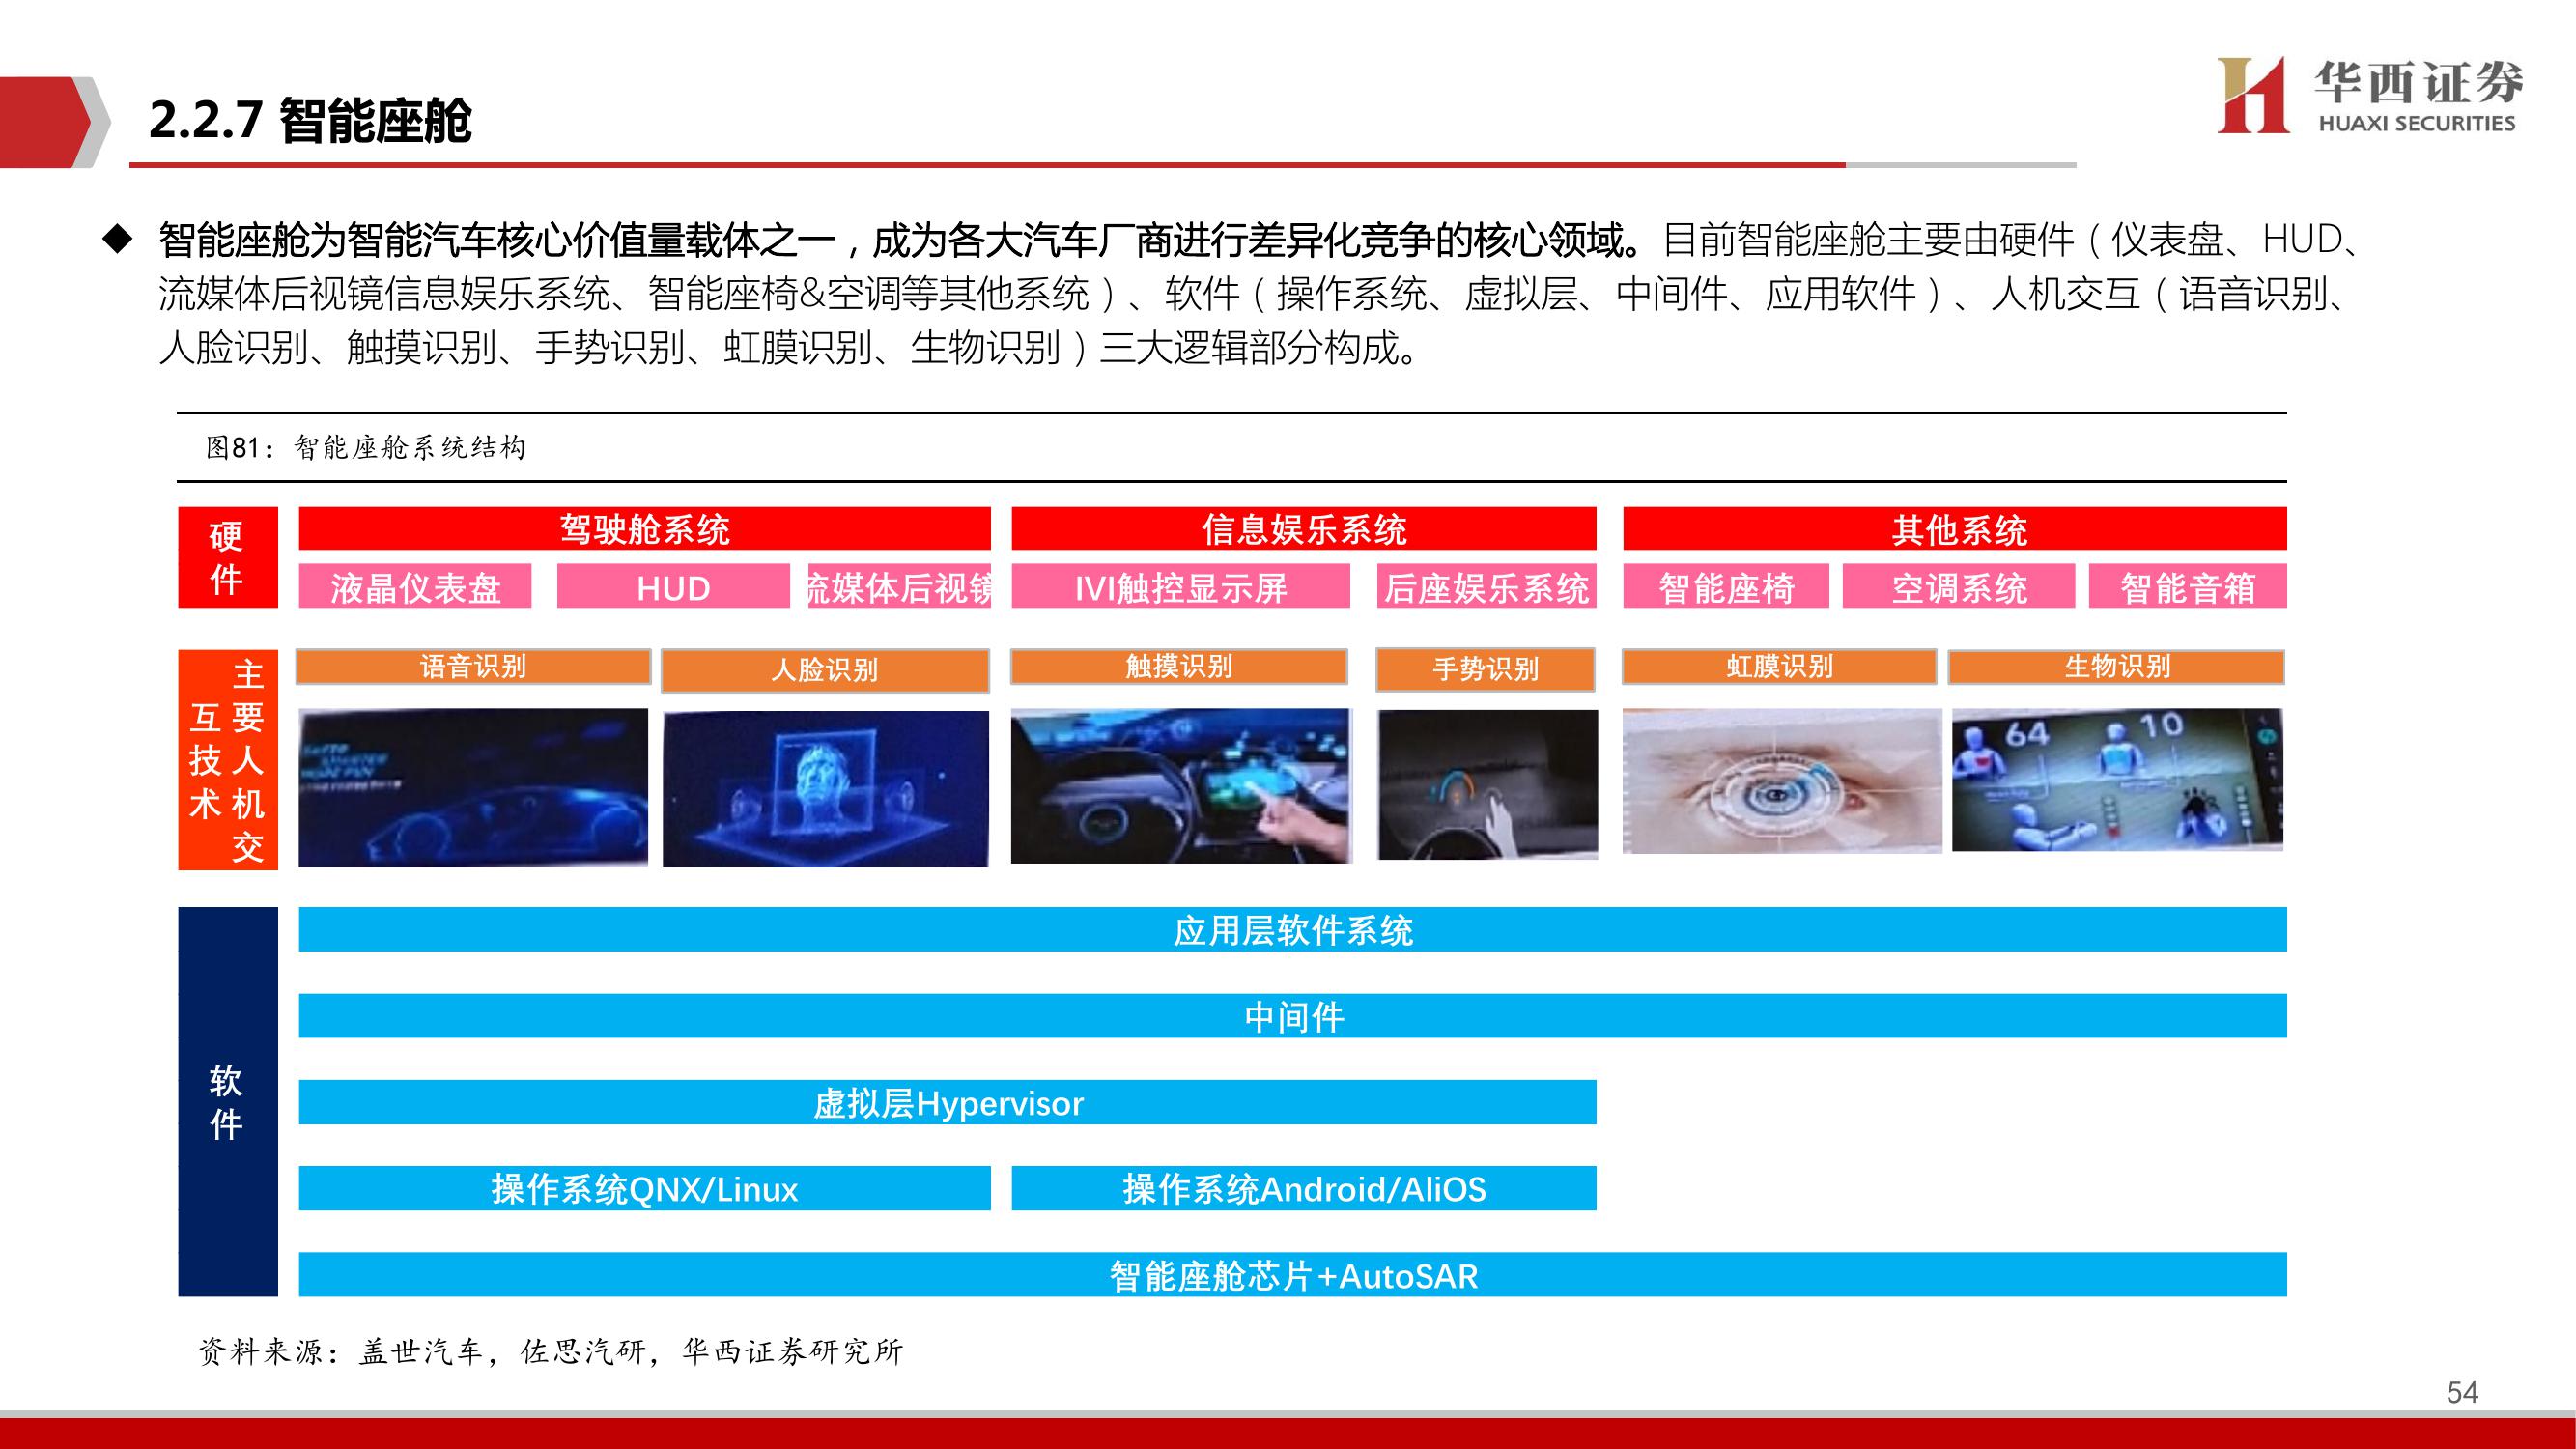 2.2.7 智能座舱
华西证券
HUAXI SECURITIES
◆ 智能座舱为智能汽车核心价值量载体之一，成为各大汽车厂商进行差异化竞争的核心领域。目前智能座舱主要由硬件（仪表盘、HUD、
流媒体后视镜信息娱乐系统、智能座椅&空调等其他系统）、软件（操作系统、虚拟层、中间件、应用软件）、人机交互（语音识别、
人脸识别、触摸识别、手势识别、虹膜识别、生物识别）三大逻辑部分构成。
图81：智能座舱系统结构
硬件
驾驶舱系统
信息娱乐系统
其他系统
液晶仪表盘
HUD
流媒体后视镜
IVI触控显示屏
后座娱乐系统
智能座椅
空调系统
智能音箱
主要人机交互技术
语音识别
人脸识别
触摸识别
手势识别
虹膜识别
生物识别
64
10
软件
应用层软件系统
中间件
虚拟层Hypervisor
操作系统QNX/Linux
操作系统Android/AliOS
智能座舱芯片+AutoSAR
资料来源：盖世汽车，佐思汽研，华西证券研究所
54